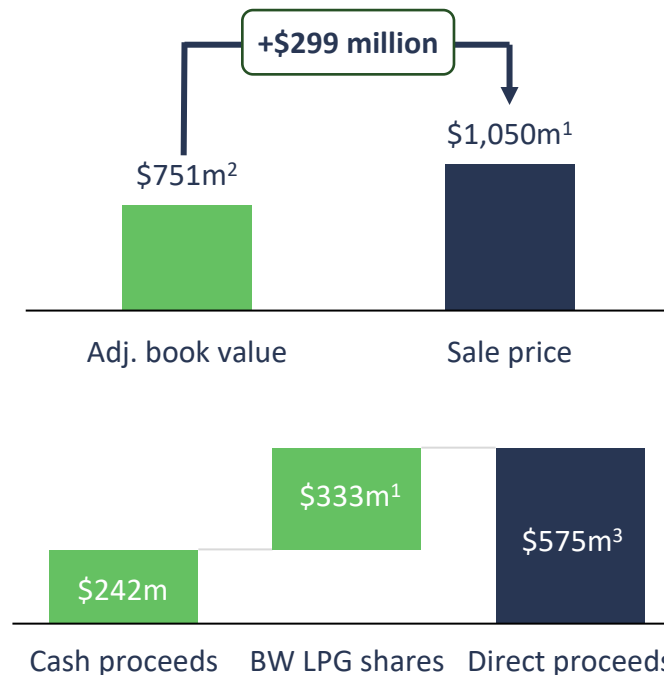 +$299 million
$1,050m¹
$751m²
Adj. book value Sale price
$333m¹
$575m³
$242m
Cash proceeds BW LPG shares Direct proceeds